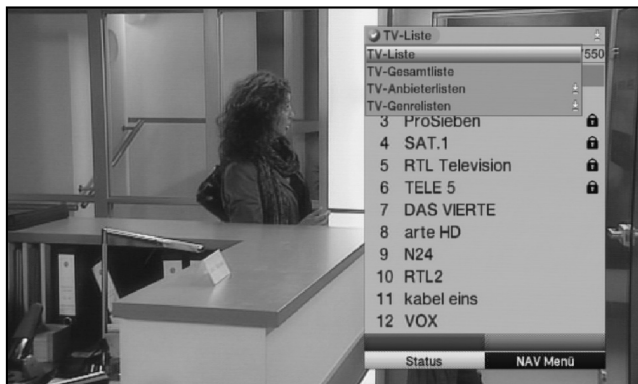 TV-Liste
TV-Liste
TV-Gesamtliste
TV-Anbieterlisten
TV-Genrelisten
3 ProSieben
4 SAT.1
5 RTL Television
6 TELE 5
7 DAS VIERTE
8 arte HD
9 N24
10 RTL2
11 kabel eins
12 VOX
Status NAV Menü